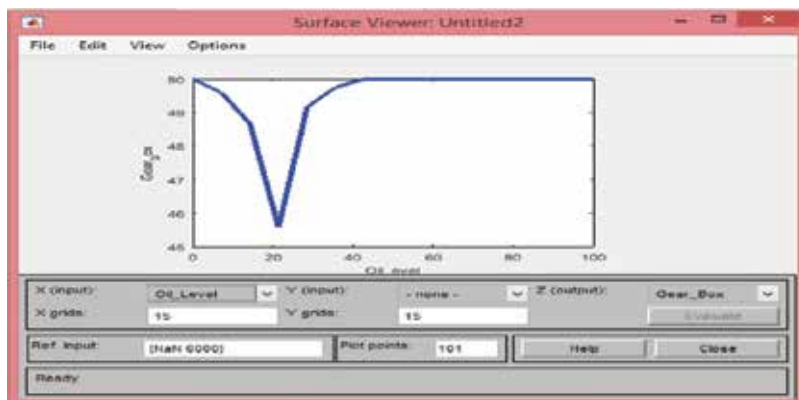 Surface Viewer: Untitled2
File Edit View Options
50
49
48
47
46
45
0 20 40 60 80 100
X (input): Oil_Level Y (input): - none - Z (output): Gear_Box
X grids: 15 Y grids: 15 Evaluate
Ref. Input: [NaN 6000] Plot points: 101 Help Close
Ready